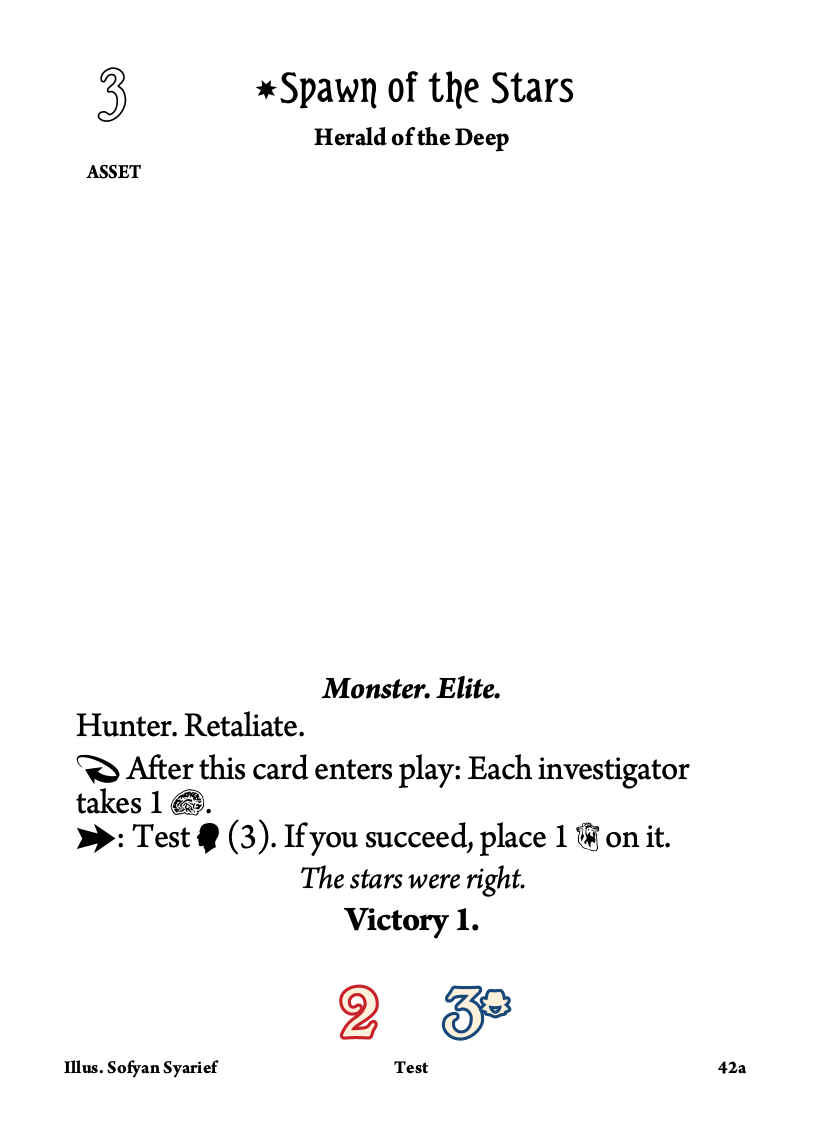 3
Spawn of the Stars
Herald of the Deep
ASSET
Monster. Elite.
Hunter. Retaliate.
After this card enters play: Each investigator
takes 1 .
: Test (3). If you succeed, place 1 on it.
The stars were right.
Victory 1.
2 3
Illus. Sofyan Syarief Test 42a